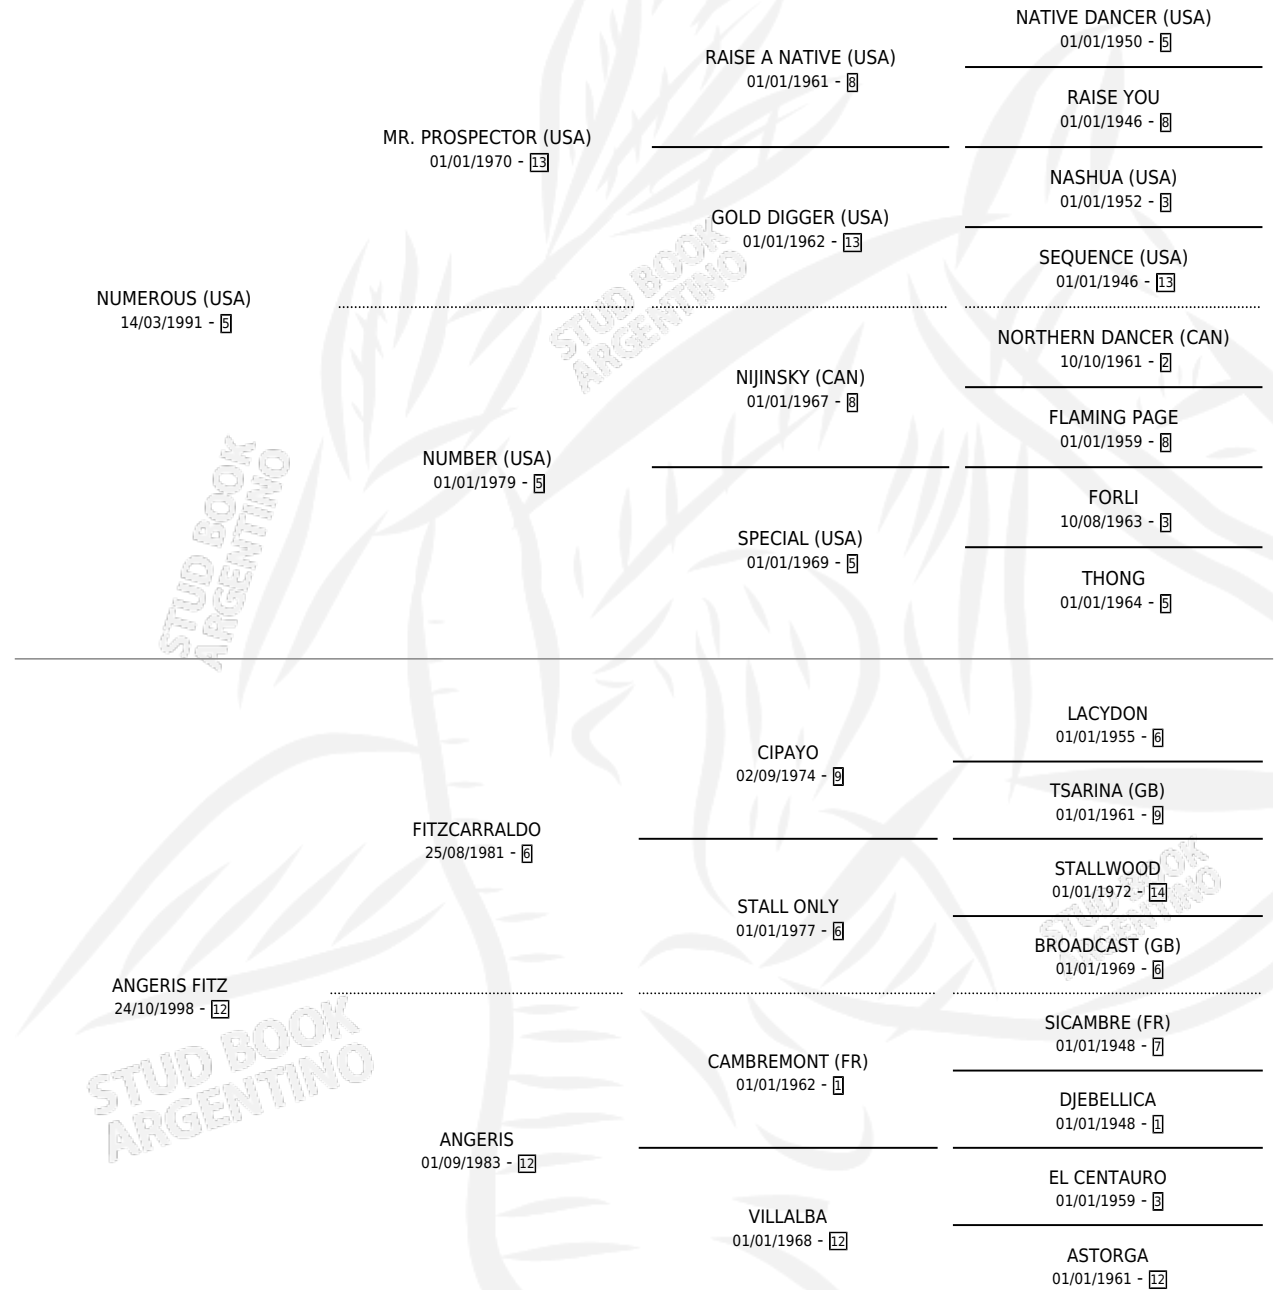 NATIVE DANCER (USA)
01/01/1950 - 5
RAISE A NATIVE (USA)
01/01/1961 - 8
RAISE YOU
01/01/1946 - 8
MR. PROSPECTOR (USA)
01/01/1970 - 13
NASHUA (USA)
01/01/1952 - 3
GOLD DIGGER (USA)
01/01/1962 - 13
SEQUENCE (USA)
01/01/1946 - 13
NUMEROUS (USA)
14/03/1991 - 5
STUD BOOK
ARGENTINO
NORTHERN DANCER (CAN)
10/10/1961 - 2
NIJINSKY (CAN)
01/01/1967 - 8
FLAMING PAGE
01/01/1959 - 8
NUMBER (USA)
01/01/1979 - 5
FORLI
10/08/1963 - 3
SPECIAL (USA)
01/01/1969 - 5
THONG
01/01/1964 - 5
STUD BOOK
ARGENTINO
LACYDON
01/01/1955 - 6
CIPAYO
02/09/1974 - 9
TSARINA (GB)
01/01/1961 - 9
FITZCARRALDO
25/08/1981 - 6
STALLWOOD
01/01/1972 - 14
STALL ONLY
01/01/1977 - 6
STUD BOOK
ARGENTINO
BROADCAST (GB)
01/01/1969 - 6
ANGERIS FITZ
24/10/1998 - 12
STUD BOOK
ARGENTINO
SICAMBRE (FR)
01/01/1948 - 7
CAMBREMONT (FR)
01/01/1962 - 1
DJEBELLICA
01/01/1948 - 1
ANGERIS
01/09/1983 - 12
EL CENTAURO
01/01/1959 - 3
VILLALBA
01/01/1968 - 12
ASTORGA
01/01/1961 - 12